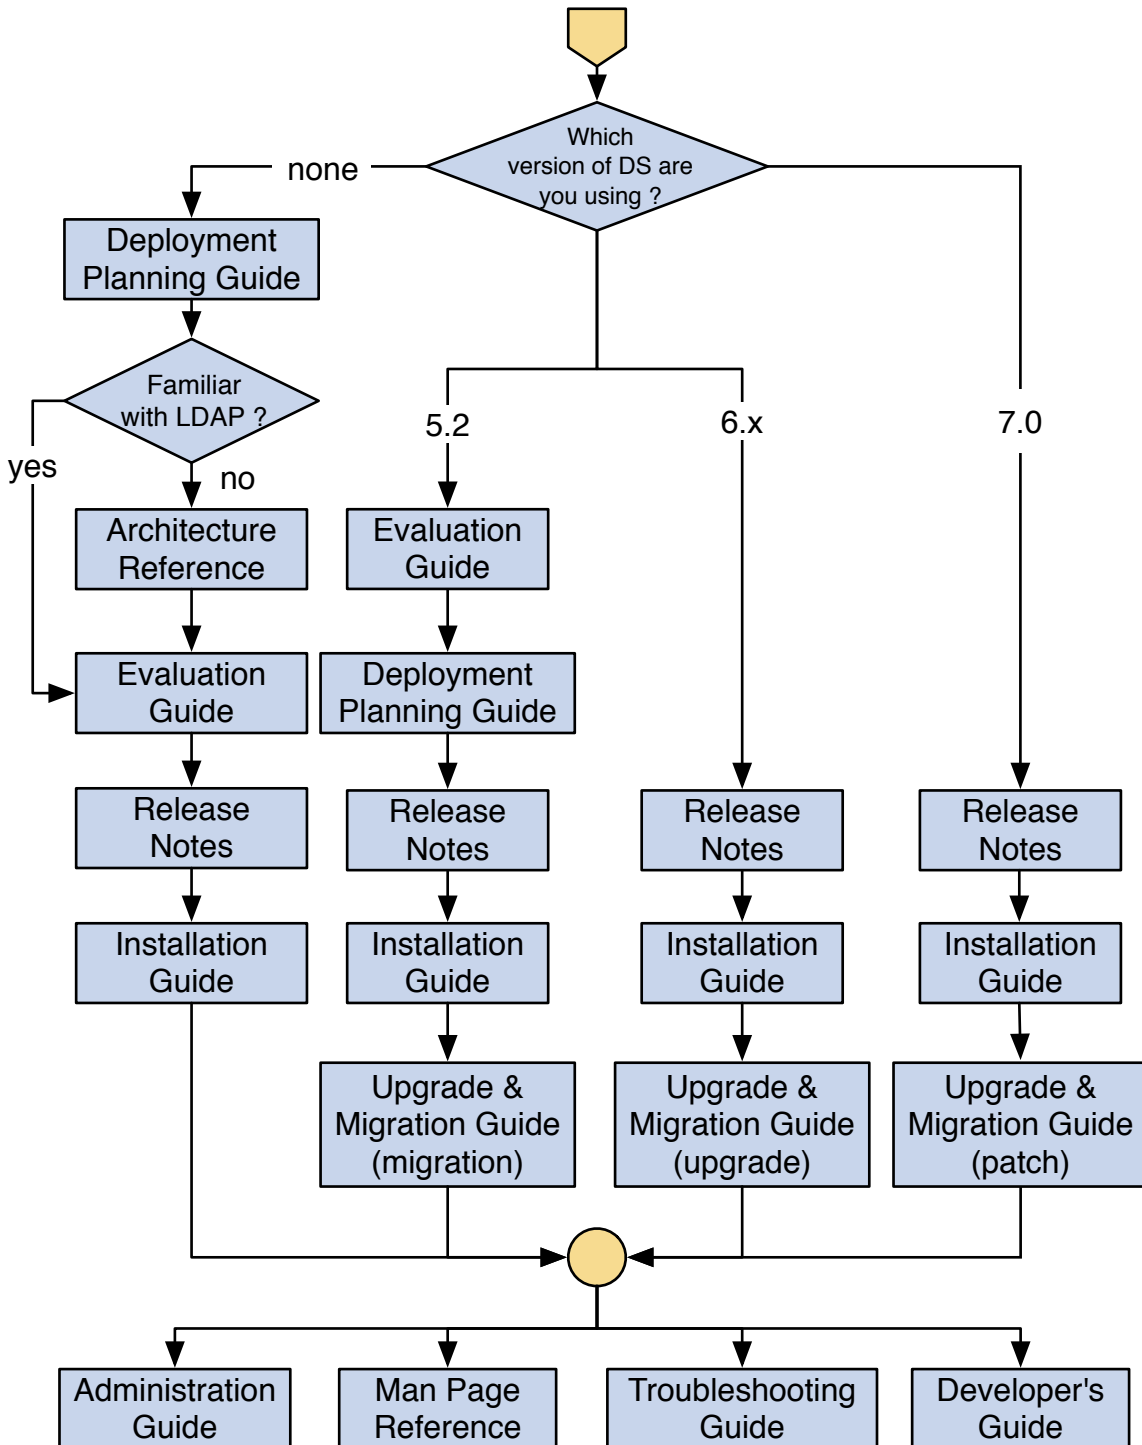 Which
version of DS are
you using ?
none
Deployment
Planning Guide
Familiar
with LDAP ?
5.2
6.x
7.0
yes
no
Architecture
Reference
Evaluation
Guide
Evaluation
Guide
Deployment
Planning Guide
Release
Notes
Release
Notes
Release
Notes
Release
Notes
Installation
Guide
Installation
Guide
Installation
Guide
Installation
Guide
Upgrade &
Migration Guide
(migration)
Upgrade &
Migration Guide
(upgrade)
Upgrade &
Migration Guide
(patch)
Administration
Guide
Man Page
Reference
Troubleshooting
Guide
Developer's
Guide